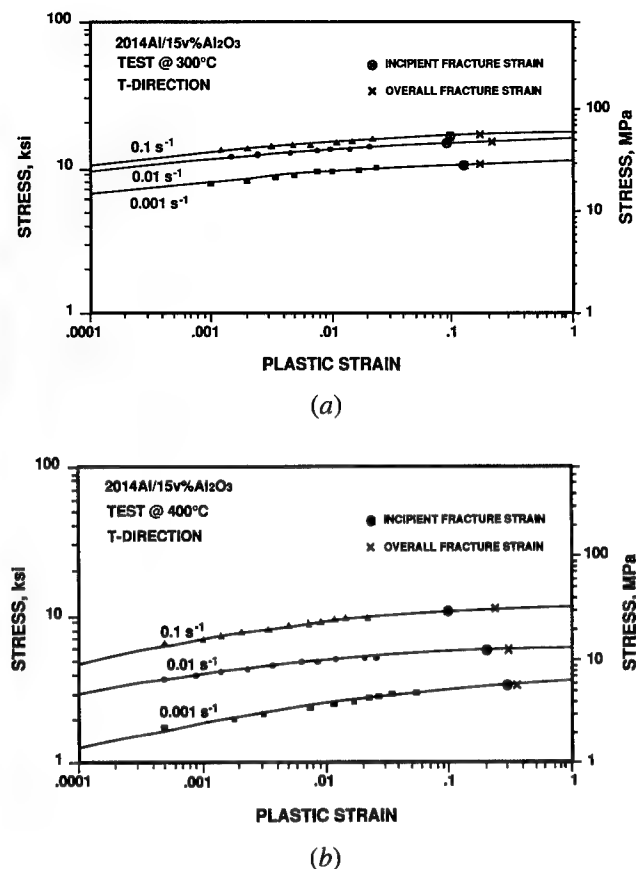 100
2014Al/15v%Al₂O₃
TEST @ 300°C
T-DIRECTION
INCIPIENT FRACTURE STRAIN
OVERALL FRACTURE STRAIN
100
0.1 s⁻¹
10
0.01 s⁻¹
0.001 s⁻¹
10
1
1
STRESS, ksi
STRESS, MPa
.0001
.001
.01
.1
1
PLASTIC STRAIN
(a)
100
2014Al/15v%Al₂O₃
TEST @ 400°C
T-DIRECTION
INCIPIENT FRACTURE STRAIN
OVERALL FRACTURE STRAIN
100
10
0.1 s⁻¹
0.01 s⁻¹
10
0.001 s⁻¹
1
1
STRESS, ksi
STRESS, MPa
.0001
.001
.01
.1
1
PLASTIC STRAIN
(b)